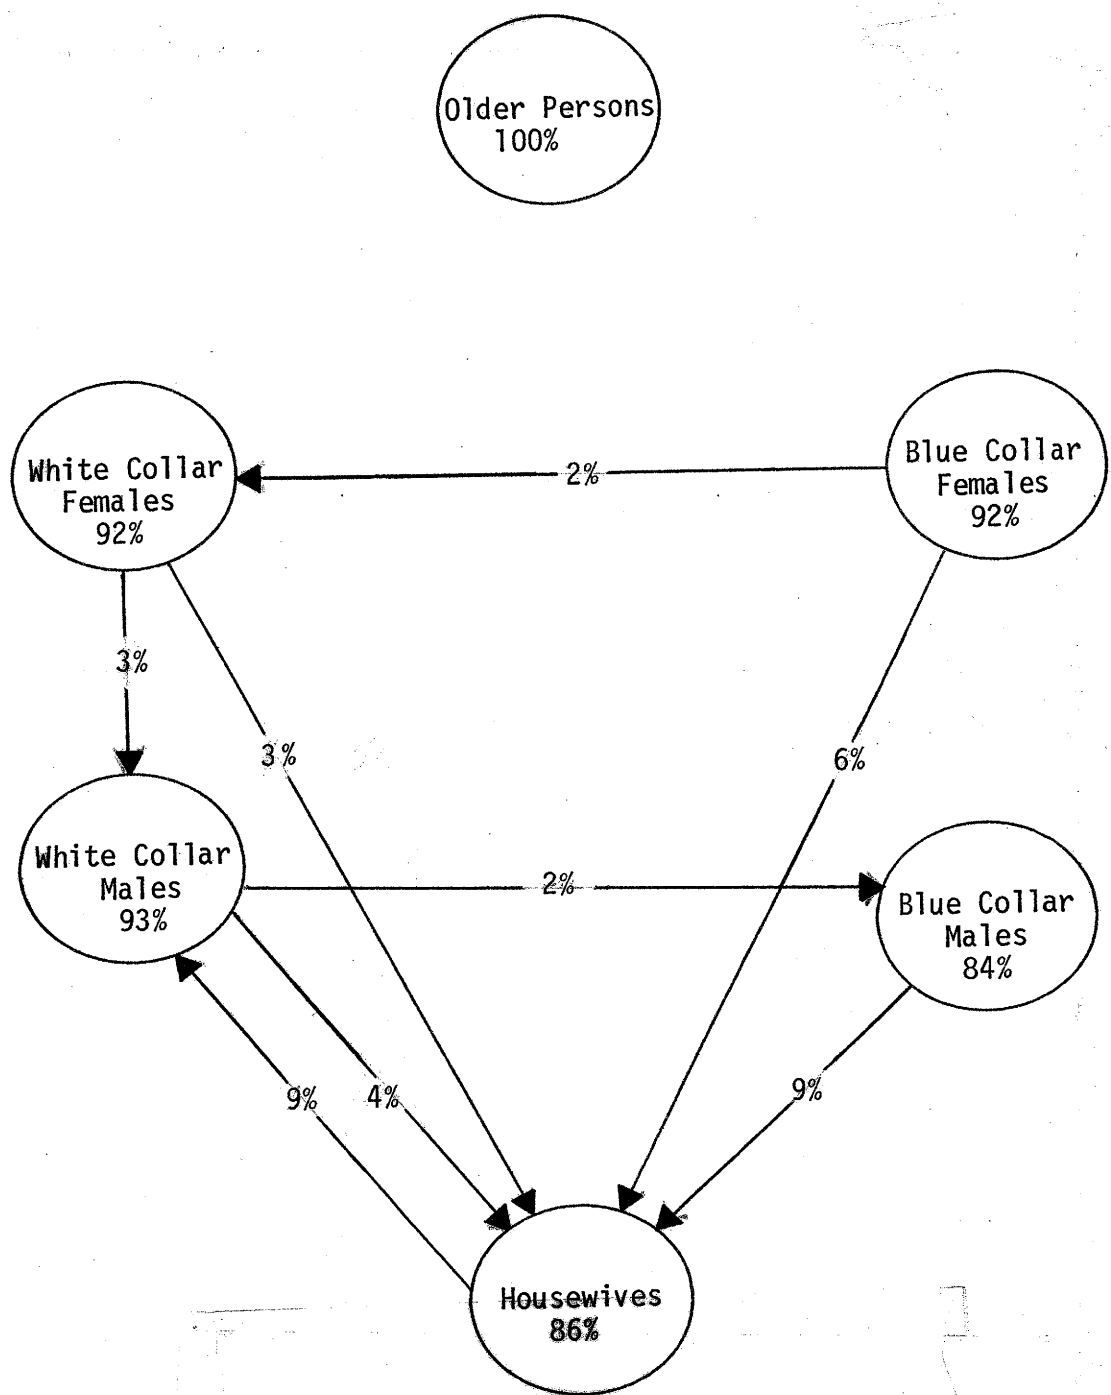 Older Persons
100%
White Collar
Females
92%
2%
Blue Collar
Females
92%
3%
3%
6%
White Collar
Males
93%
2%
Blue Collar
Males
84%
9%
4%
9%
Housewives
86%